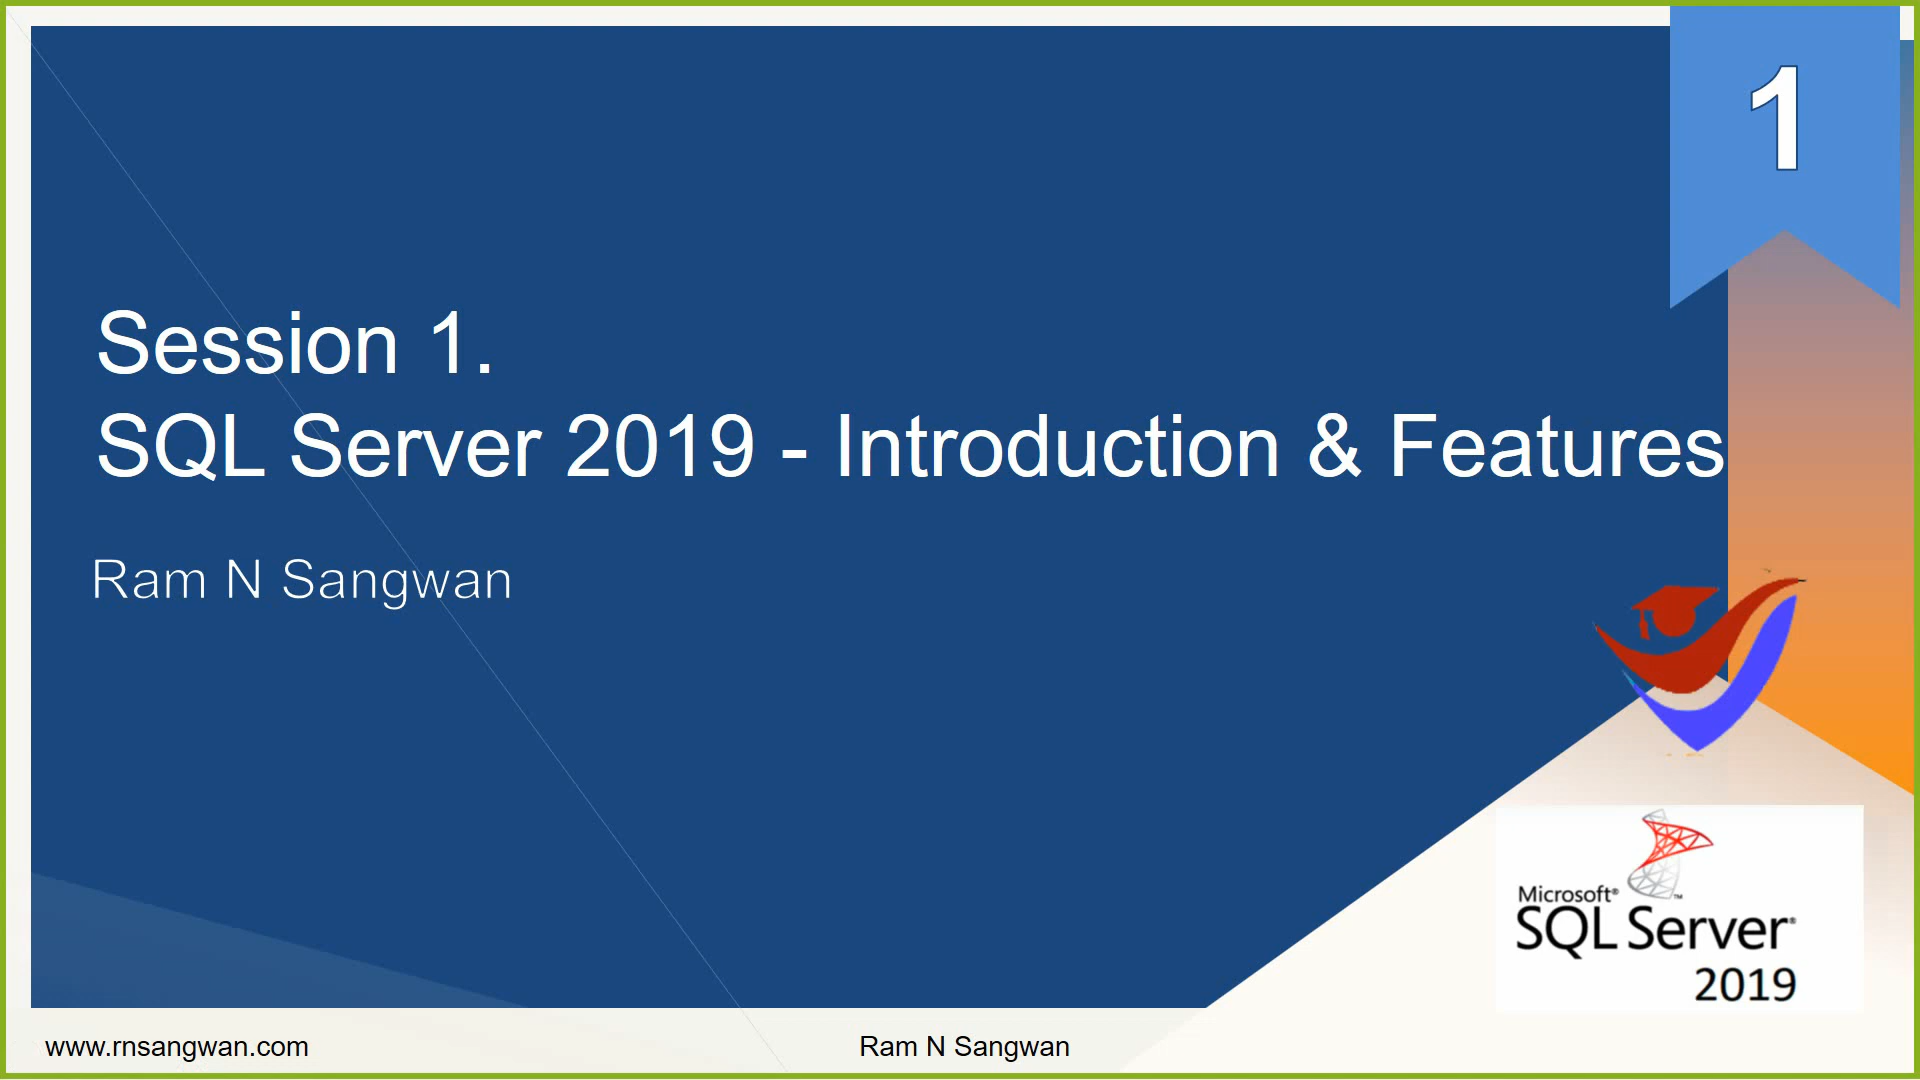 1
Session 1.
SQL Server 2019 - Introduction & Features
Ram N Sangwan
Microsoft®
SQL Server®
2019
™
www.rnsangwan.com
Ram N Sangwan